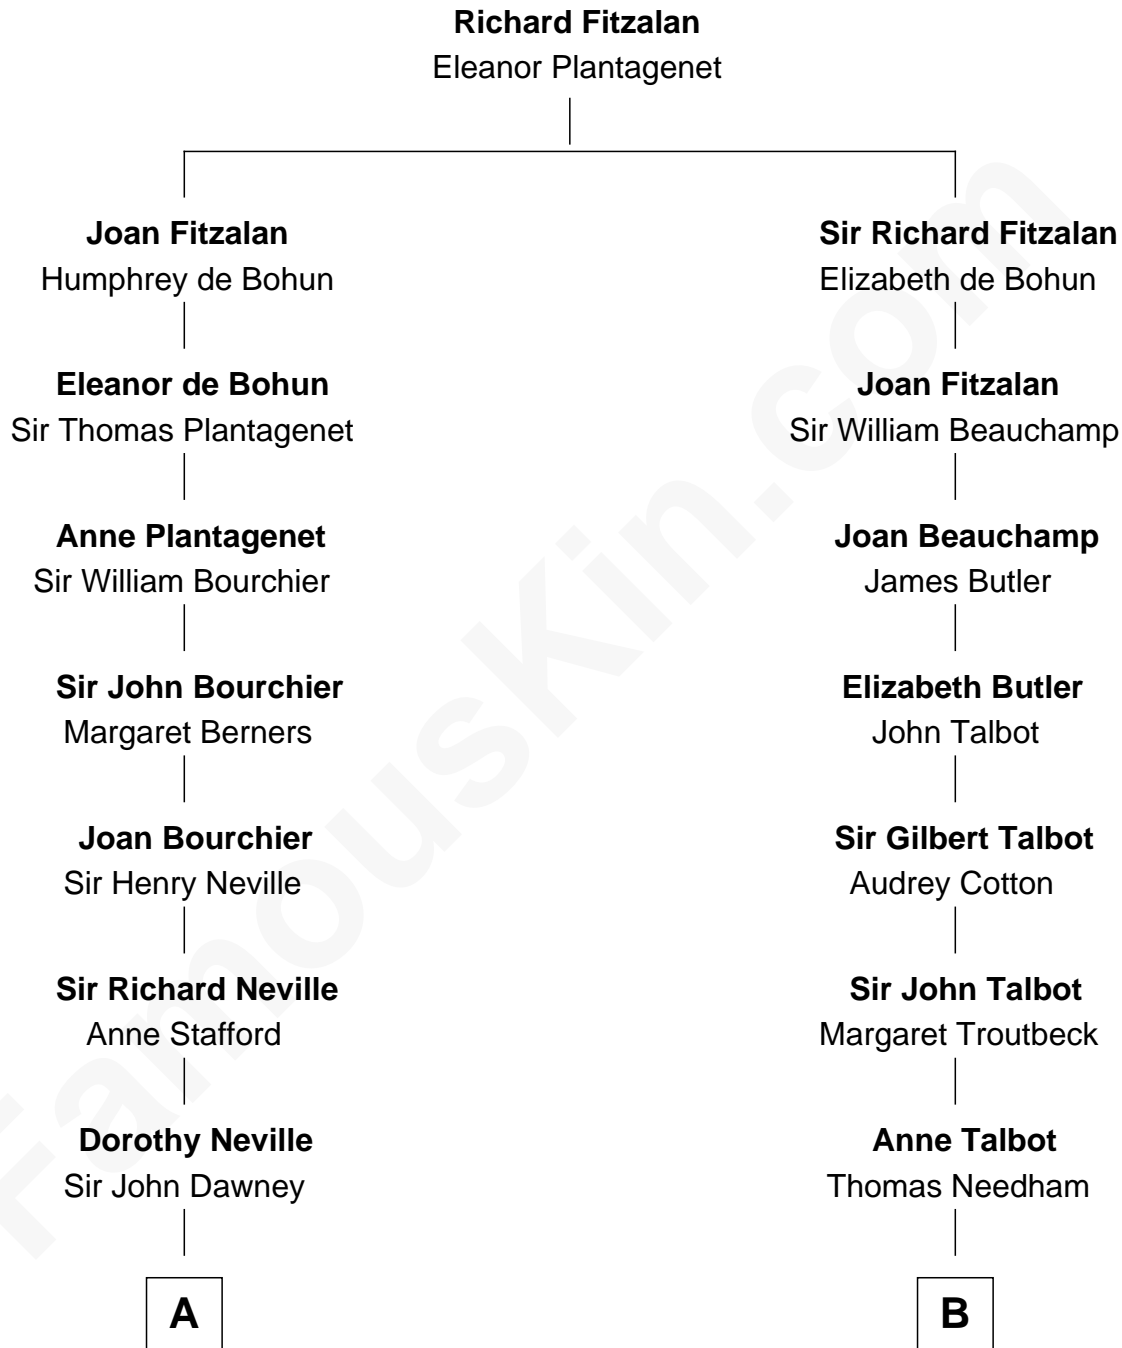 Richard Fitzalan
Eleanor Plantagenet
Joan Fitzalan
Humphrey de Bohun
Sir Richard Fitzalan
Elizabeth de Bohun
Eleanor de Bohun
Sir Thomas Plantagenet
Joan Fitzalan
Sir William Beauchamp
Anne Plantagenet
Sir William Bourchier
Joan Beauchamp
James Butler
Sir John Bourchier
Margaret Berners
Elizabeth Butler
John Talbot
Joan Bourchier
Sir Henry Neville
Sir Gilbert Talbot
Audrey Cotton
Sir Richard Neville
Anne Stafford
Sir John Talbot
Margaret Troutbeck
Dorothy Neville
Sir John Dawney
Anne Talbot
Thomas Needham
A
B
FamousKin.com